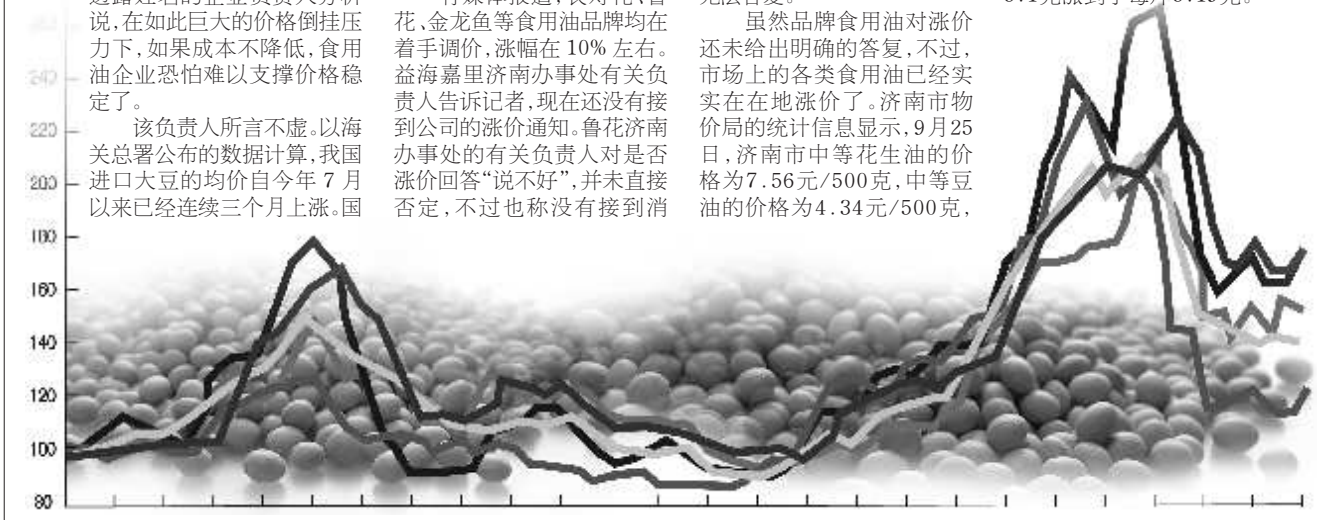 说,在如此巨大的价格倒挂压
力下,如果成本不降低,食用
油企业恐怕难以支撑价格稳
定了。
该负责人所言不虚。以海
关总署公布的数据计算,我国
进口大豆的均价自今年 7 月
以来已经连续三个月上涨。国
花、金龙鱼等食用油品牌均在
着手调价,涨幅在 10% 左右。
益海嘉里济南办事处有关负
责人告诉记者,现在还没有接
到公司的涨价通知。鲁花济南
办事处的有关负责人对是否
涨价回答“说不好”,并未直接
否定,不过也称没有接到消
虽然品牌食用油对涨价
还未给出明确的答复,不过,
市场上的各类食用油已经实
实在在地涨价了。济南市物
价局的统计信息显示,9月25
日,济南市中等花生油的价
格为7.56元/500克,中等豆
油的价格为4.34元/500克,
240
220
200
180
160
140
120
100
80